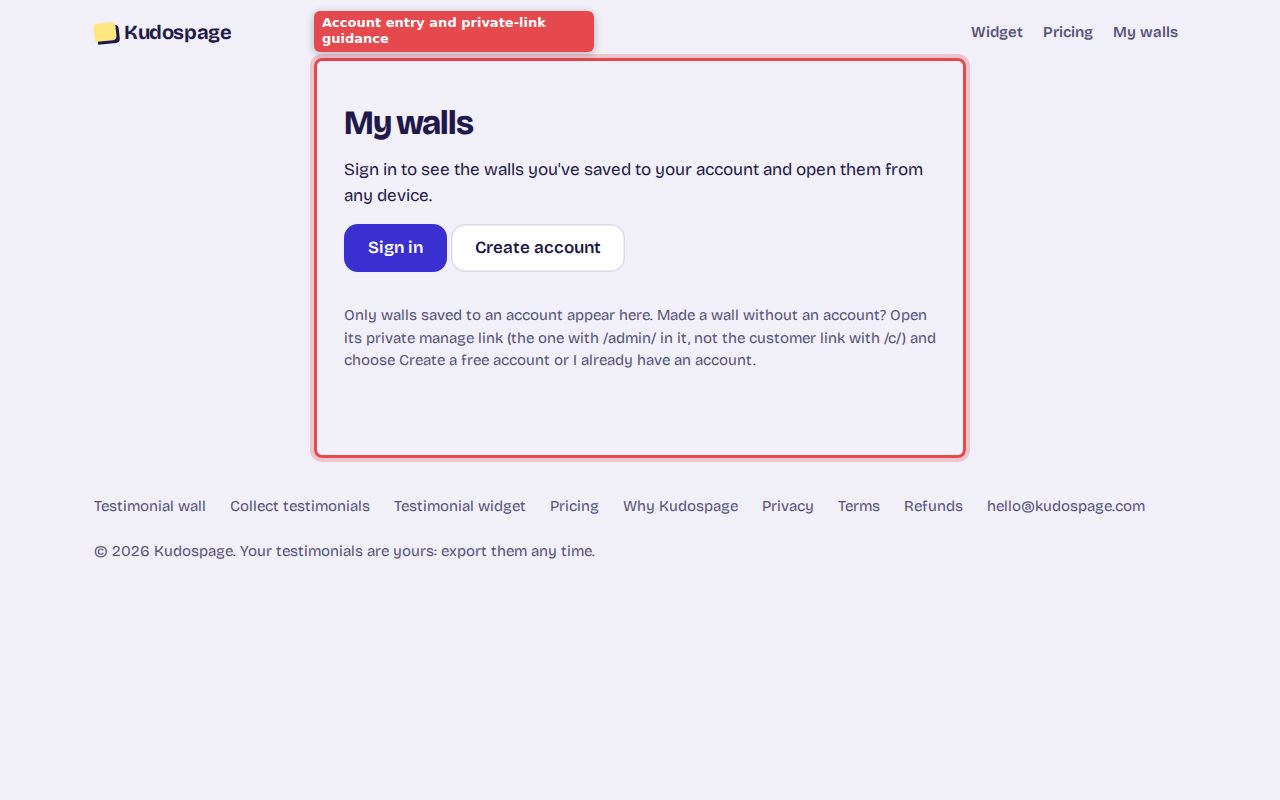 Kudospage
Account entry and private-link
guidance
Widget Pricing My walls
My walls
Sign in to see the walls you've saved to your account and open them from
any device.
Sign in Create account
Only walls saved to an account appear here. Made a wall without an account? Open
its private manage link (the one with /admin/ in it, not the customer link with /c/) and
choose Create a free account or I already have an account.
Testimonial wall Collect testimonials Testimonial widget Pricing Why Kudospage Privacy Terms Refunds hello@kudospage.com
© 2026 Kudospage. Your testimonials are yours: export them any time.